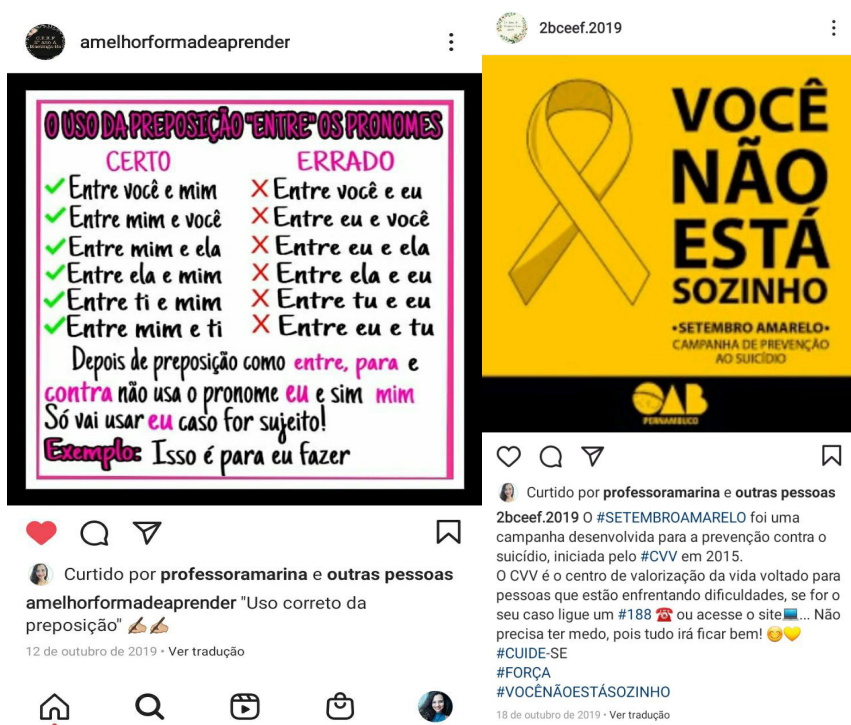 amelhorformadeaprender
O USO DA PREPOSIÇÃO "ENTRE" OS PRONOMES
CERTO
Entre você e mim
Entre mim e você
Entre mim e ela
Entre ela e mim
Entre ti e mim
Entre mim e ti
ERRADO
Entre você e eu
Entre eu e você
Entre eu e ela
Entre ela e eu
Entre tu e eu
Entre eu e tu
Depois de preposição como entre, para e
contra não usa o pronome eu e sim mim
Só vai usar eu caso for sujeito!
Exemplo: Isso é para eu fazer
Curtido por professoramarina e outras pessoas
amelhorformadeaprender "Uso correto da
preposição" ✍🏼✍🏼
12 de outubro de 2019 • Ver tradução
2bceef.2019
VOCÊ
NÃO
ESTÁ
SOZINHO
•SETEMBRO AMARELO•
CAMPANHA DE PREVENÇÃO
AO SUICÍDIO
OAB
PERNAMBUCO
Curtido por professoramarina e outras pessoas
2bceef.2019 O #SETEMBROAMARELO foi uma
campanha desenvolvida para a prevenção contra o
suicídio, iniciada pelo #CVV em 2015.
O CVV é o centro de valorização da vida voltado para
pessoas que estão enfrentando dificuldades, se for o
seu caso ligue um #188 ☎️ ou acesse o site💻... Não
precisa ter medo, pois tudo irá ficar bem! 😊💛
#CUIDE-SE
#FORÇA
#VOCÊNÃOESTÁSOZINHO
18 de outubro de 2019 • Ver tradução